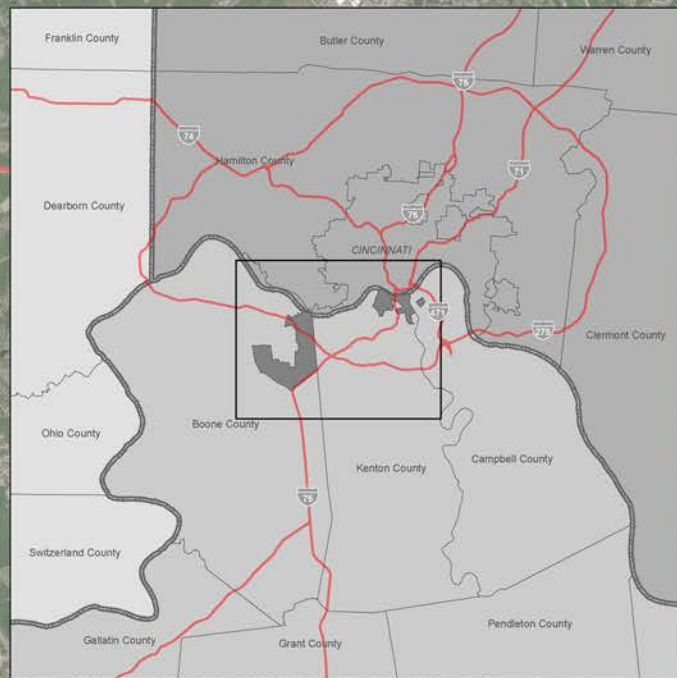 Franklin County
Butler County
Warren County
75
74
Hamilton County
71
Dearborn County
75
CINCINNATI
471
275
Clermont County
Ohio County
Boone County
Kenton County
Campbell County
75
Switzerland County
Gallatin County
Grant County
Pendleton County